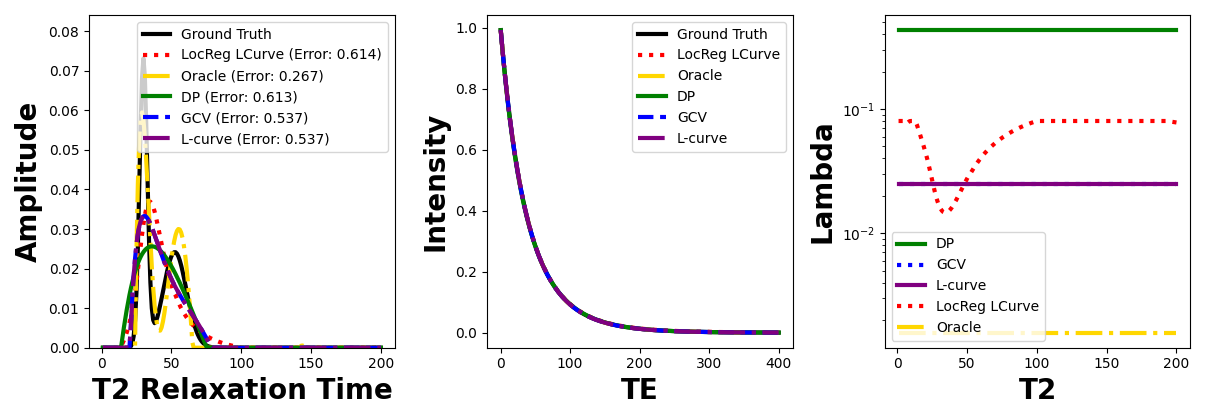 0.08
0.07
0.06
0.05
0.04
0.03
0.02
0.01
0.00
Amplitude
0 50 100 150 200
T2 Relaxation Time
Ground Truth
LocReg LCurve (Error: 0.614)
Oracle (Error: 0.267)
DP (Error: 0.613)
GCV (Error: 0.537)
L-curve (Error: 0.537)
1.0
0.8
0.6
0.4
0.2
0.0
Intensity
0 100 200 300 400
TE
Ground Truth
LocReg LCurve
Oracle
DP
GCV
L-curve
10⁻¹
10⁻²
Lambda
0 50 100 150 200
T2
DP
GCV
L-curve
LocReg LCurve
Oracle